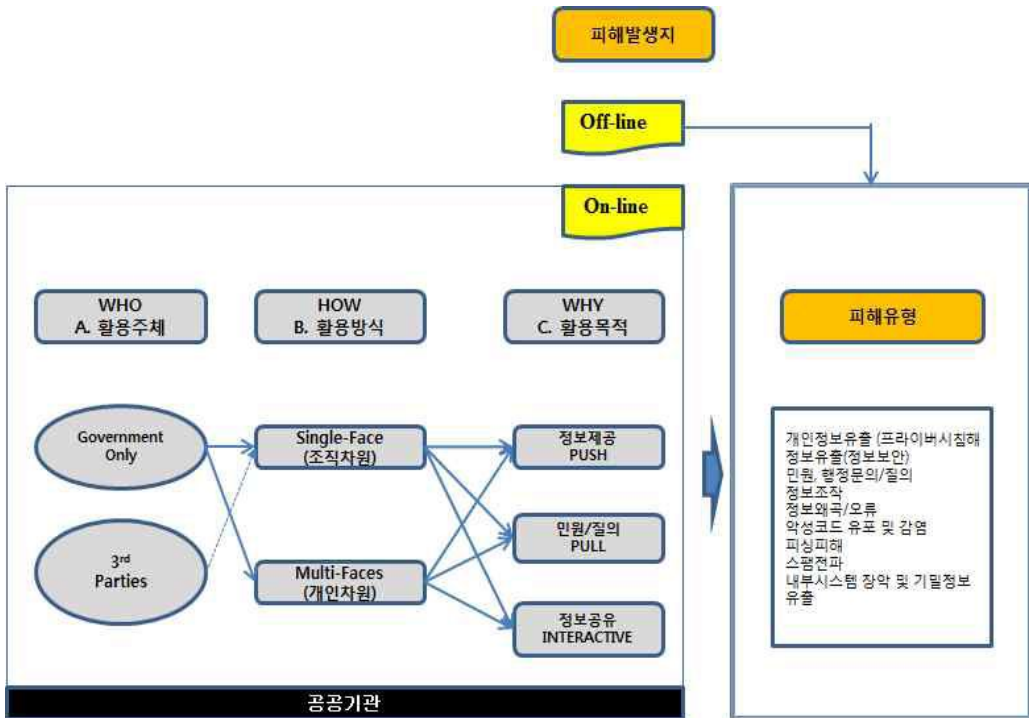 피해발생지
Off-line
On-line
WHO
A. 활용주체
HOW
B. 활용방식
WHY
C. 활용목적
피해유형
Government
Only
Single-Face
(조직차원)
정보제공
PUSH
3rd
Parties
Multi-Faces
(개인차원)
민원/질의
PULL
정보공유
INTERACTIVE
개인정보유출 (프라이버시침해
정보유출(정보보안)
민원, 행정문의/질의
정보조작
정보왜곡/오류
악성코드 유포 및 감염
피싱피해
스팸전파
내부시스템 장악 및 기밀정보
유출
공공기관